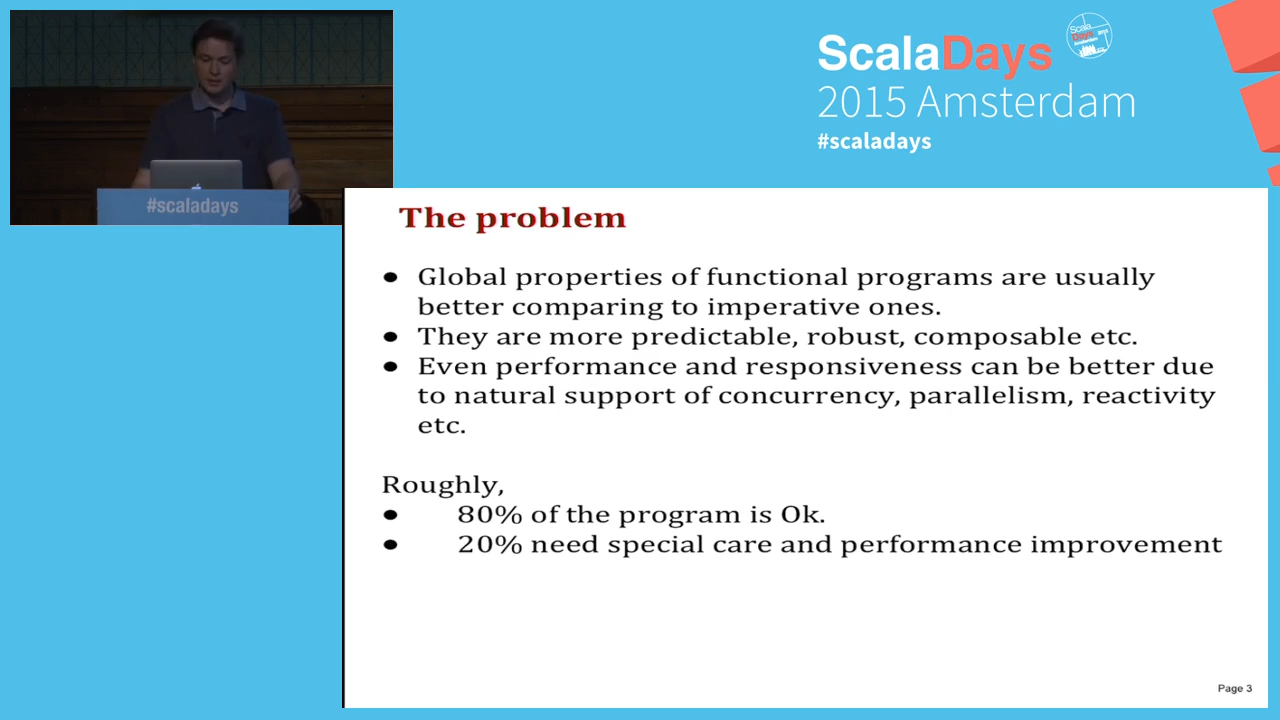 ScalaDays
2015 Amsterdam
#scaladays
Scala
Days
#scaladays
The problem
● Global properties of functional programs are usually
better comparing to imperative ones.
● They are more predictable, robust, composable etc.
● Even performance and responsiveness can be better due
to natural support of concurrency, parallelism, reactivity
etc.
Roughly,
● 80% of the program is Ok.
● 20% need special care and performance improvement
Page 3